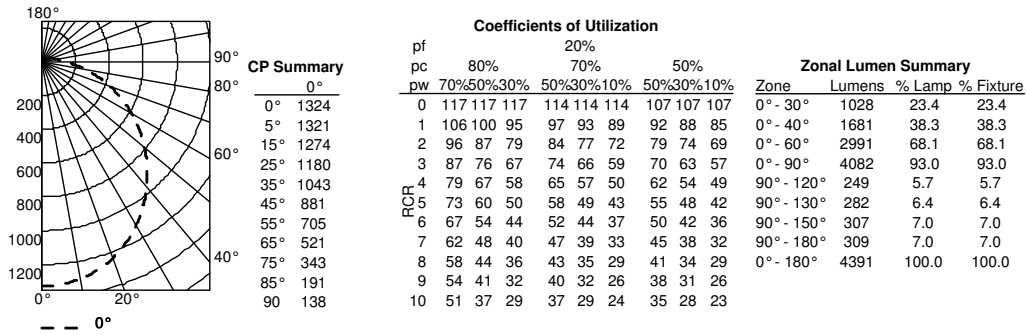 180°
90°
80°
60°
40°
200
400
600
800
1000
1200
0° 20°
0°
CP Summary
0°
0° 1324
5° 1321
15° 1274
25° 1180
35° 1043
45° 881
55° 705
65° 521
75° 343
85° 191
90 138
Coefficients of Utilization
pf 20%
pc 80% 70% 50%
pw 70%50%30% 50%30%10% 50%30%10%
RCR
0 117 117 117 114 114 114 107 107 107
1 106 100 95 97 93 89 92 88 85
2 96 87 79 84 77 72 79 74 69
3 87 76 67 74 66 59 70 63 57
4 79 67 58 65 57 50 62 54 49
5 73 60 50 58 49 43 55 48 42
6 67 54 44 52 44 37 50 42 36
7 62 48 40 47 39 33 45 38 32
8 58 44 36 43 35 29 41 34 29
9 54 41 32 40 32 26 38 31 26
10 51 37 29 37 29 24 35 28 23
Zonal Lumen Summary
Zone Lumens % Lamp % Fixture
0°- 30° 1028 23.4 23.4
0°- 40° 1681 38.3 38.3
0°- 60° 2991 68.1 68.1
0°- 90° 4082 93.0 93.0
90°- 120° 249 5.7 5.7
90°- 130° 282 6.4 6.4
90°- 150° 307 7.0 7.0
90°- 180° 309 7.0 7.0
0°- 180° 4391 100.0 100.0